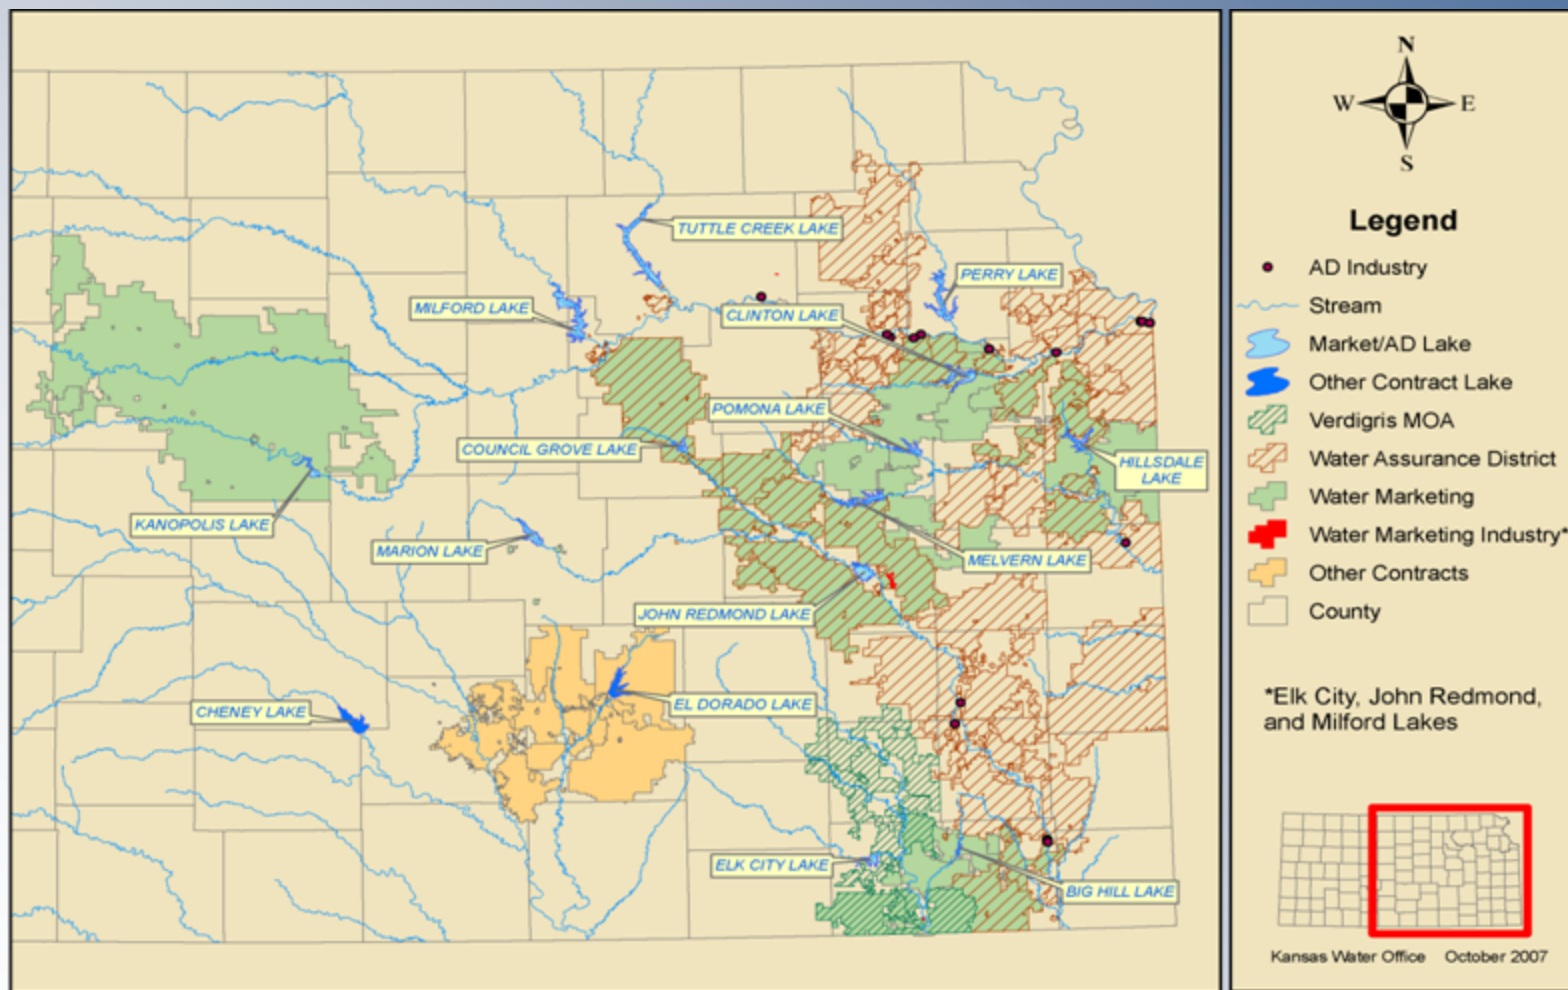 TUTTLE CREEK LAKE
PERRY LAKE
MILFORD LAKE
CLINTON LAKE
POMONA LAKE
COUNCIL GROVE LAKE
HILLSDALE
LAKE
KANOPOLIS LAKE
MARION LAKE
MELVERN LAKE
JOHN REDMOND LAKE
EL DORADO LAKE
CHENEY LAKE
ELK CITY LAKE
BIG HILL LAKE
N
W E
S
Legend
AD Industry
Stream
Market/AD Lake
Other Contract Lake
Verdigris MOA
Water Assurance District
Water Marketing
Water Marketing Industry*
Other Contracts
County
*Elk City, John Redmond,
and Milford Lakes
Kansas Water Office October 2007